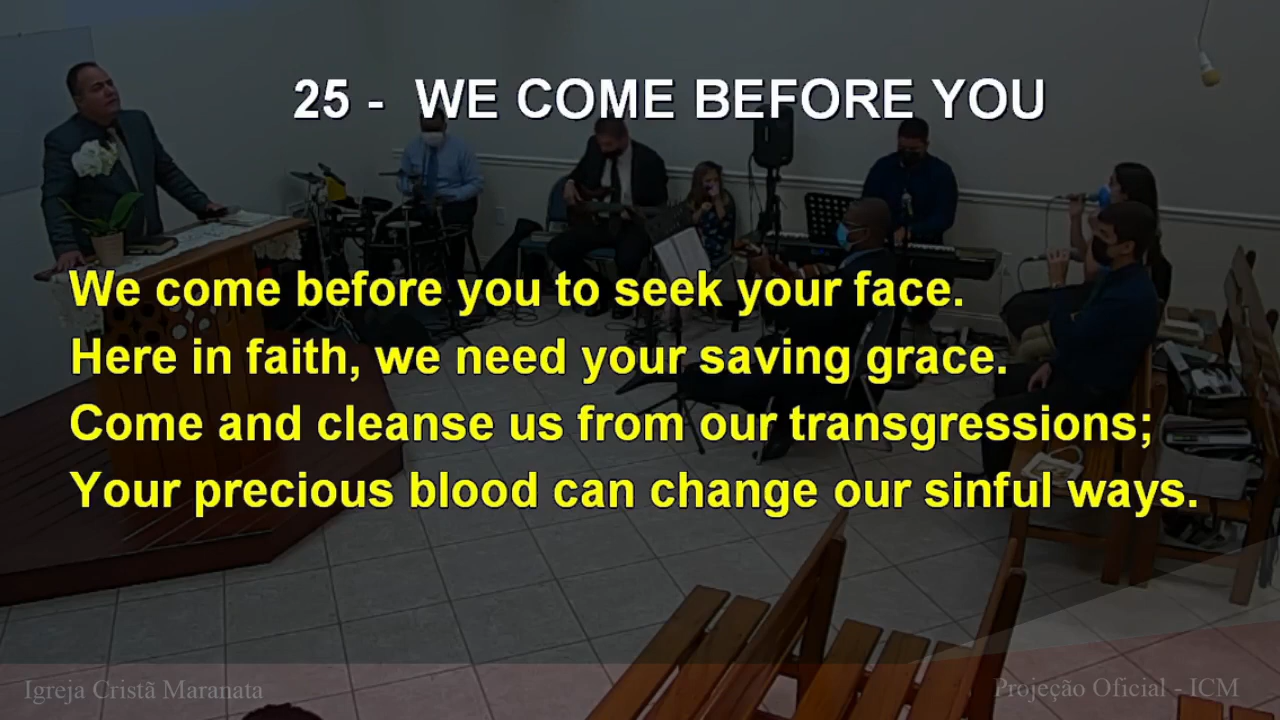 25 - WE COME BEFORE YOU
We come before you to seek your face.
Here in faith, we need your saving grace.
Come and cleanse us from our transgressions;
Your precious blood can change our sinful ways.
Igreja Cristã Maranata
Projeção Oficial - ICM